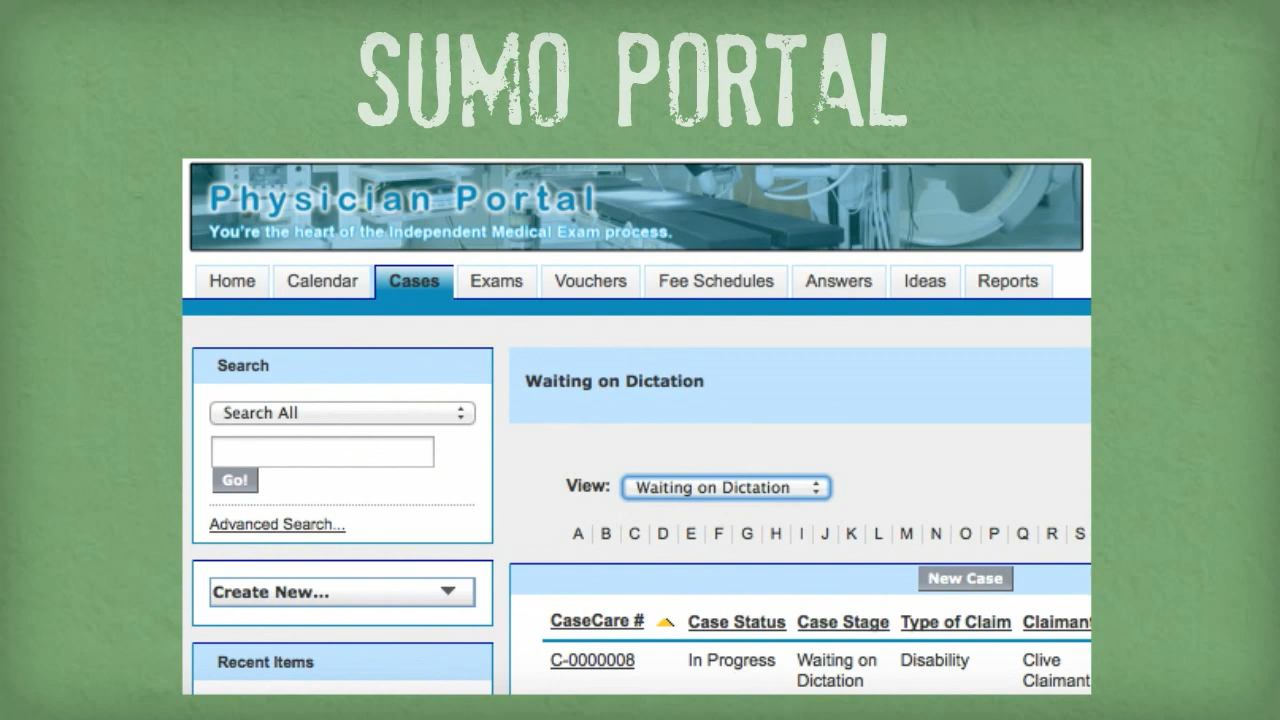 SUMO PORTAL
Physician Portal
You're the heart of the Independent Medical Exam process.
Home Calendar Cases Exams Vouchers Fee Schedules Answers Ideas Reports
Search
Search All
Go!
Advanced Search...
Create New...
Recent Items
Waiting on Dictation
View: Waiting on Dictation
A | B | C | D | E | F | G | H | I | J | K | L | M | N | O | P | Q | R | S
New Case
CaseCare # Case Status Case Stage Type of Claim Claimant
C-0000008 In Progress Waiting on Disability Clive
Dictation Claimant